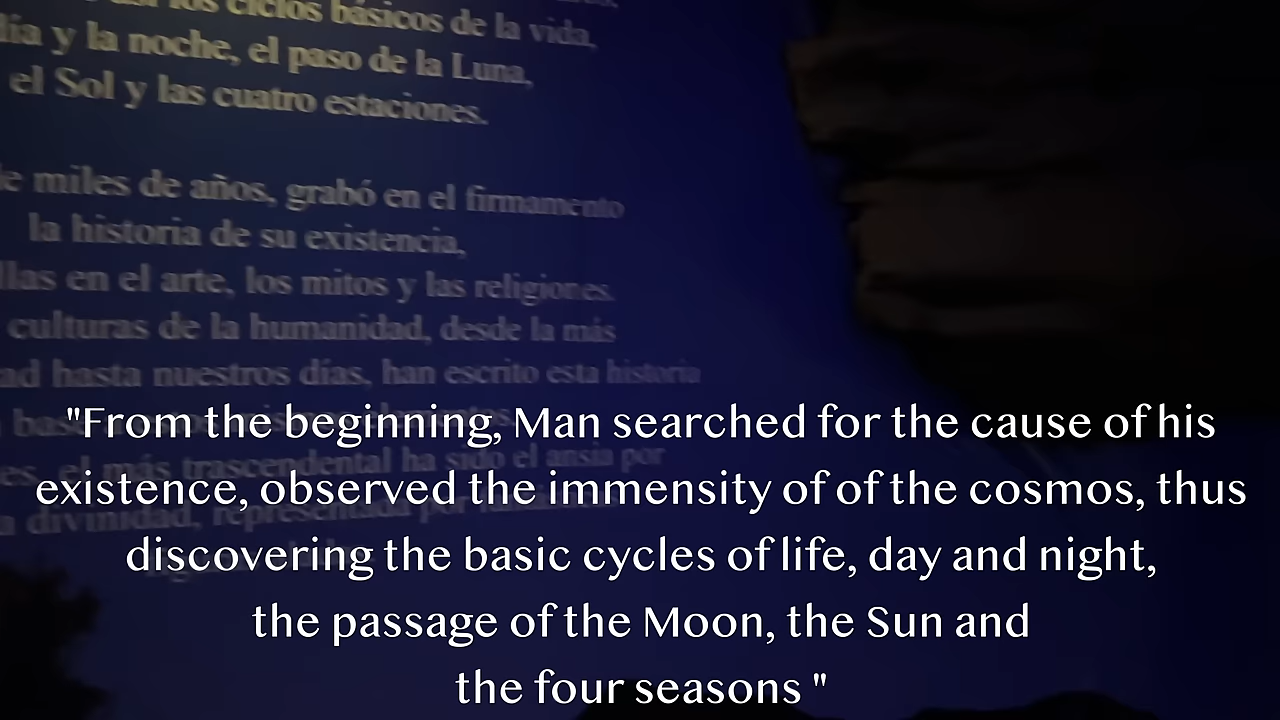 los ciclos básicos de la vida,
día y la noche, el paso de la Luna,
el Sol y las cuatro estaciones.
de miles de años, grabó en el firmamento
la historia de su existencia,
en el arte, los mitos y las religiones.
culturas de la humanidad, desde la más
hasta nuestros días, han escrito esta historia
"From the beginning, Man searched for the cause of his
el más trascendental ha sido el ansia por
existence, observed the immensity of of the cosmos, thus
divinidad, representada por
discovering the basic cycles of life, day and night,
the passage of the Moon, the Sun and
the four seasons "